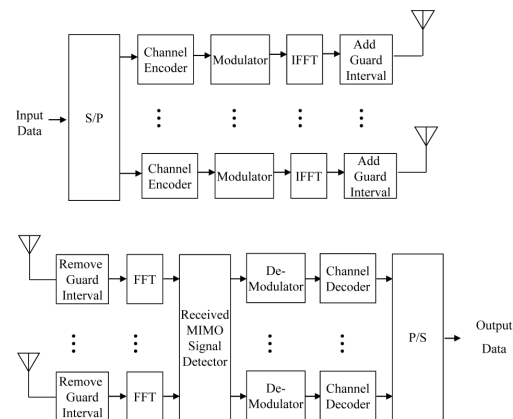 Input
Data
S/P
Channel
Encoder
Modulator
IFFT
Add
Guard
Interval
Channel
Encoder
Modulator
IFFT
Add
Guard
Interval
Remove
Guard
Interval
FFT
Remove
Guard
Interval
FFT
Received
MIMO
Signal
Detector
De-
Modulator
Channel
Decoder
De-
Modulator
Channel
Decoder
P/S
Output
Data